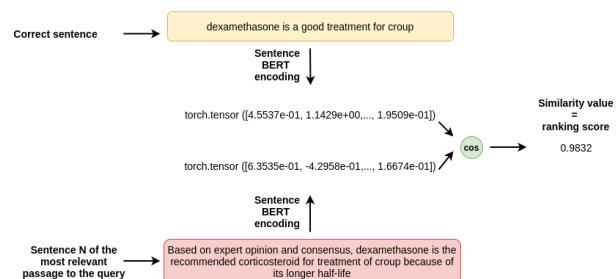 Correct sentence
dexamethasone is a good treatment for croup
Sentence
BERT
encoding
torch.tensor ([4.5537e-01, 1.1429e+00,..., 1.9509e-01])
torch.tensor ([6.3535e-01, -4.2958e-01,..., 1.6674e-01])
cos
Similarity value
=
ranking score
0.9832
Sentence
BERT
encoding
Sentence N of the
most relevant
passage to the query
Based on expert opinion and consensus, dexamethasone is the
recommended corticosteroid for treatment of croup because of
its longer half-life